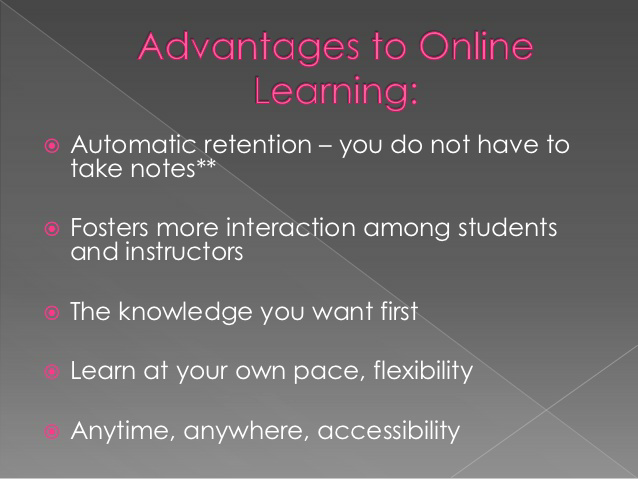 Advantages to Online
Learning:
Automatic retention – you do not have to
take notes**
Fosters more interaction among students
and instructors
The knowledge you want first
Learn at your own pace, flexibility
Anytime, anywhere, accessibility